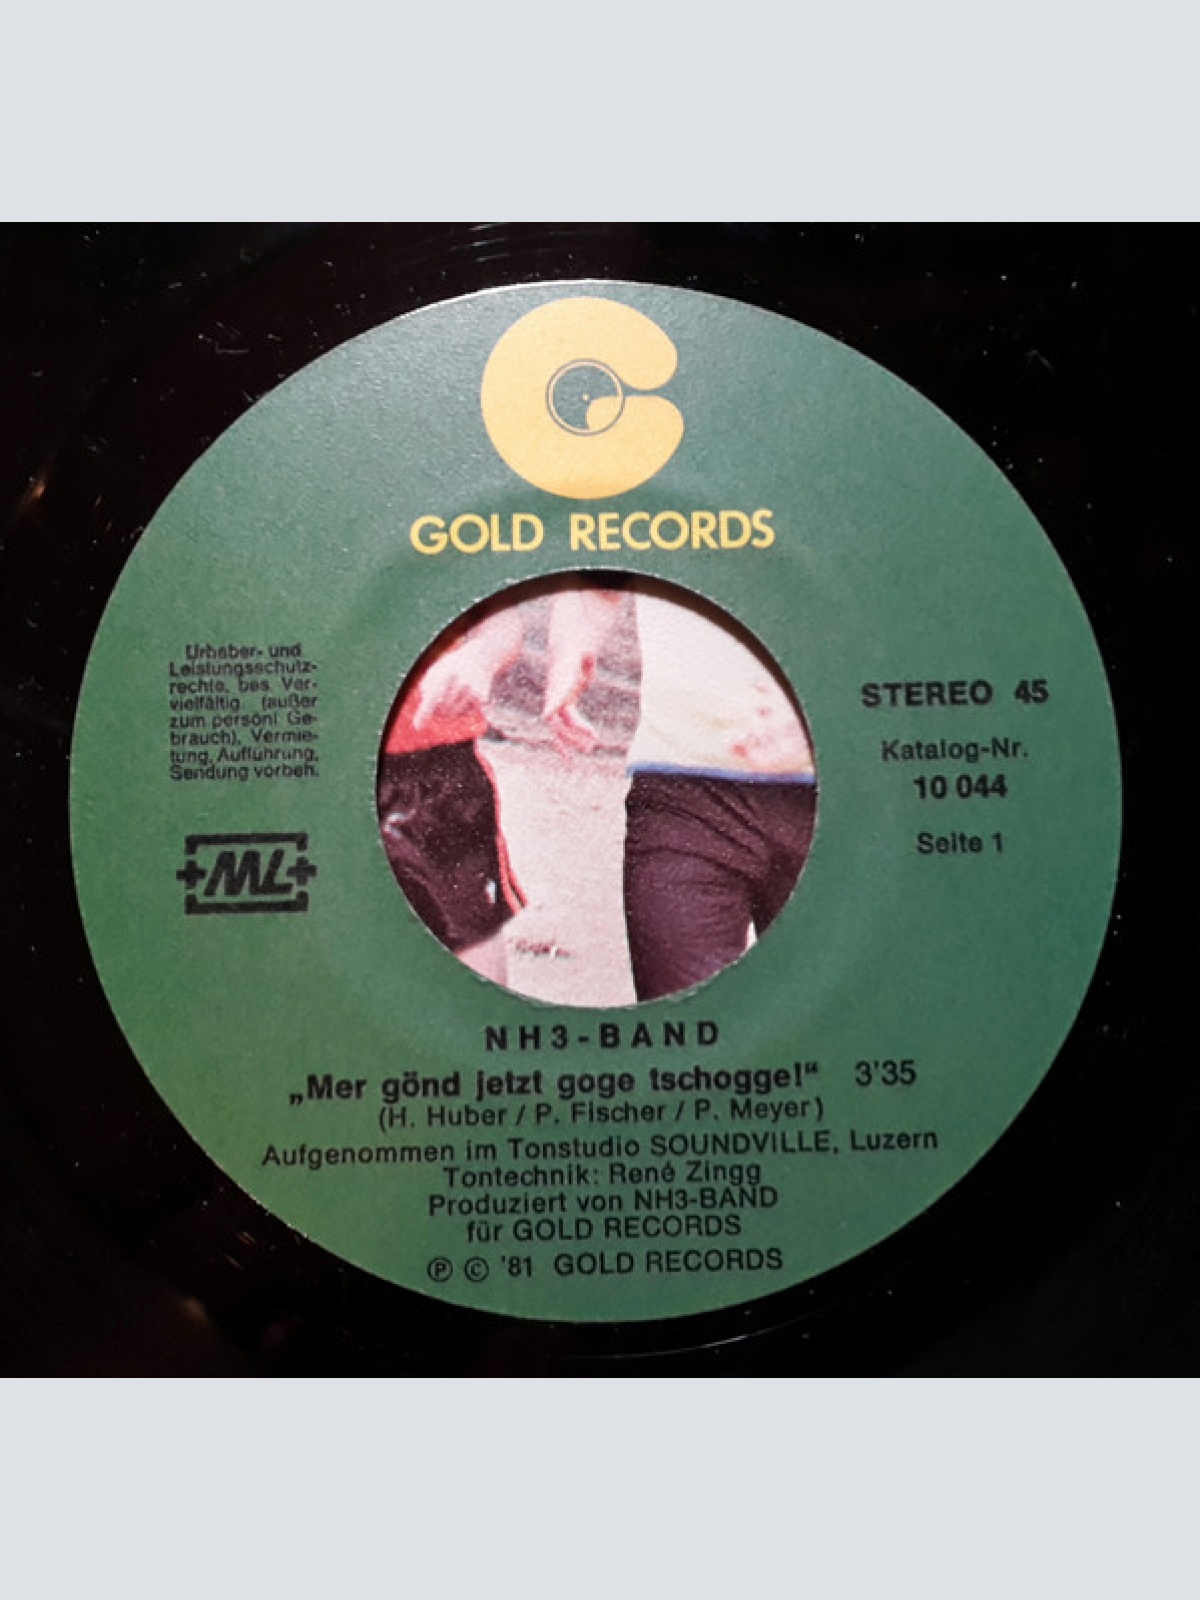 GOLD RECORDS
Urheber- und
Leistungsschutz-
rechte, bes. Ver-
vielfältig. (außer
zum persönl Ge-
brauch), Vermie-
tung, Aufführung,
Sendung vorbeh.
+ML+
STEREO 45
Katalog-Nr.
10 044
Seite 1
NH3-BAND
„Mer gönd jetzt goge tschogge!“ 3'35
(H. Huber / P. Fischer / P. Meyer)
Aufgenommen im Tonstudio SOUNDVILLE, Luzern
Tontechnik: René Zingg
Produziert von NH3-BAND
für GOLD RECORDS
℗ © '81 GOLD RECORDS